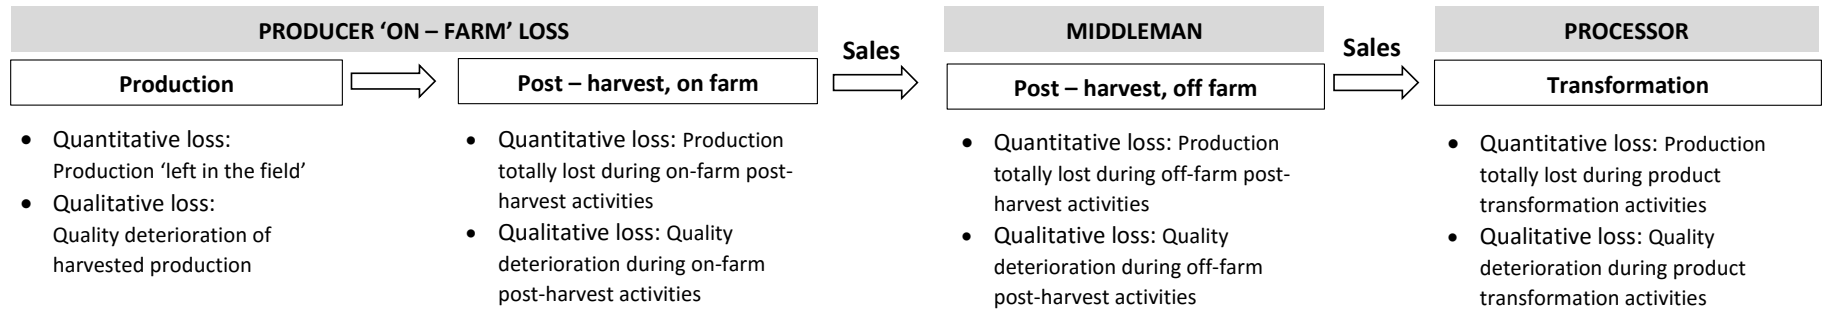 PRODUCER ‘ON – FARM’ LOSS
Production
Post – harvest, on farm
• Quantitative loss:
Production ‘left in the field’
• Qualitative loss:
Quality deterioration of
harvested production
• Quantitative loss: Production
totally lost during on-farm post-
harvest activities
• Qualitative loss: Quality
deterioration during on-farm
post-harvest activities
Sales
MIDDLEMAN
Post – harvest, off farm
• Quantitative loss: Production
totally lost during off-farm post-
harvest activities
• Qualitative loss: Quality
deterioration during off-farm
post-harvest activities
Sales
PROCESSOR
Transformation
• Quantitative loss: Production
totally lost during product
transformation activities
• Qualitative loss: Quality
deterioration during product
transformation activities